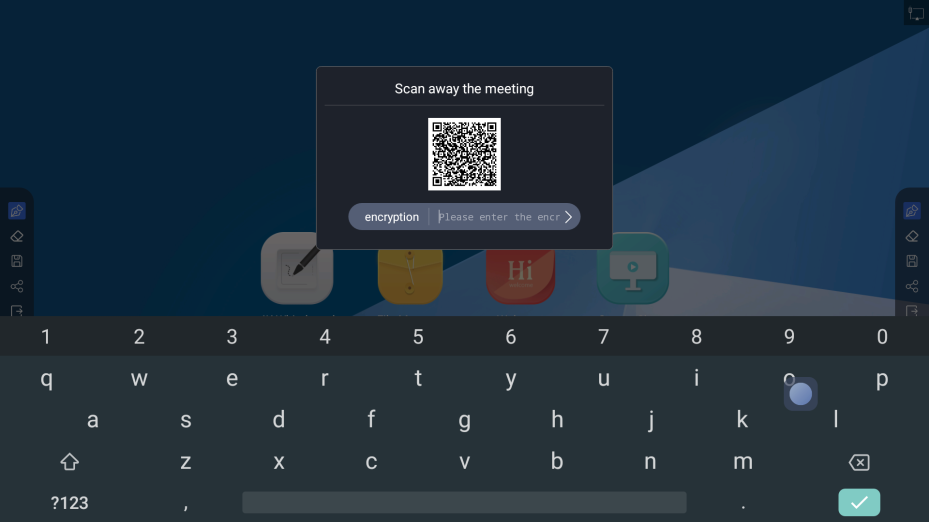 Scan away the meeting
encryption Please enter the encr
Hi
1 2 3 4 5 6 7 8 9 0
q w e r t y u i o p
a s d f g h j k l
z x c v b n m
?123 , .